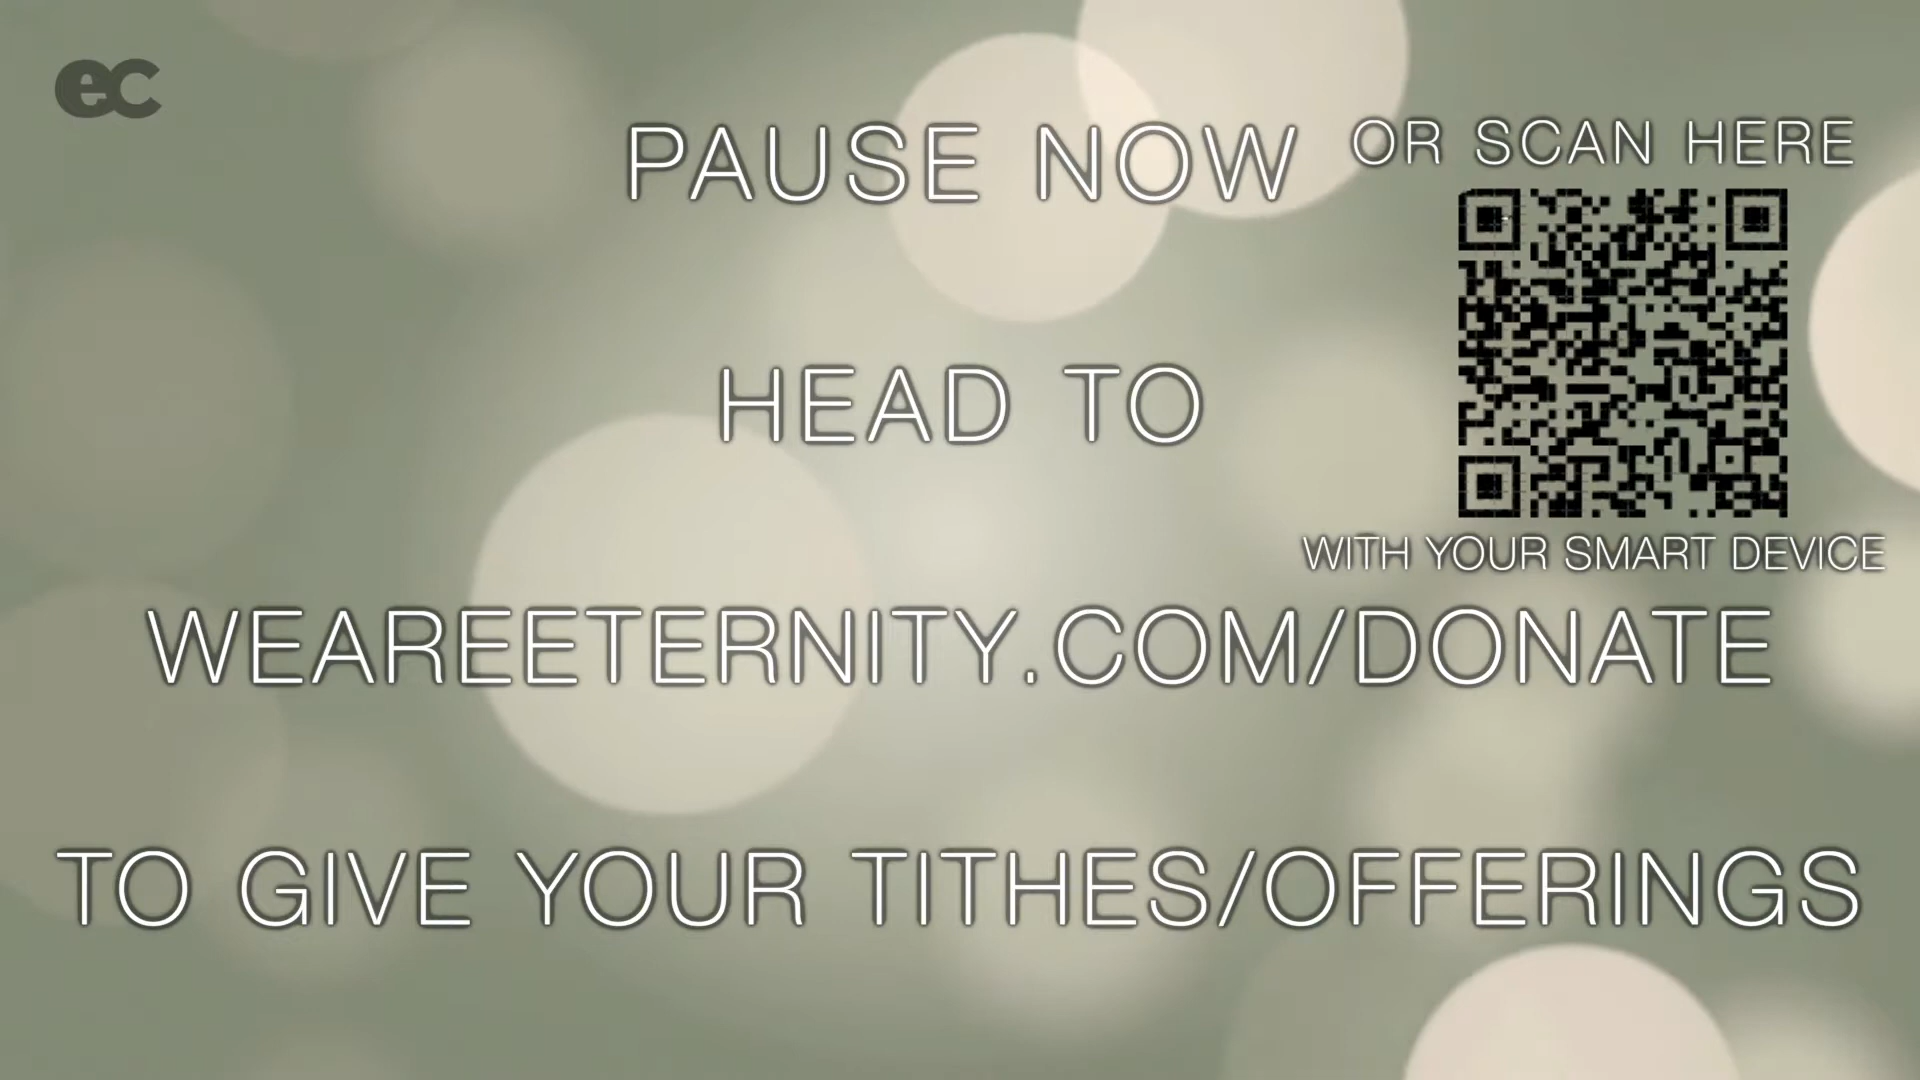 ec
PAUSE NOW
HEAD TO
WEAREETERNITY.COM/DONATE
TO GIVE YOUR TITHES/OFFERINGS
OR SCAN HERE
WITH YOUR SMART DEVICE